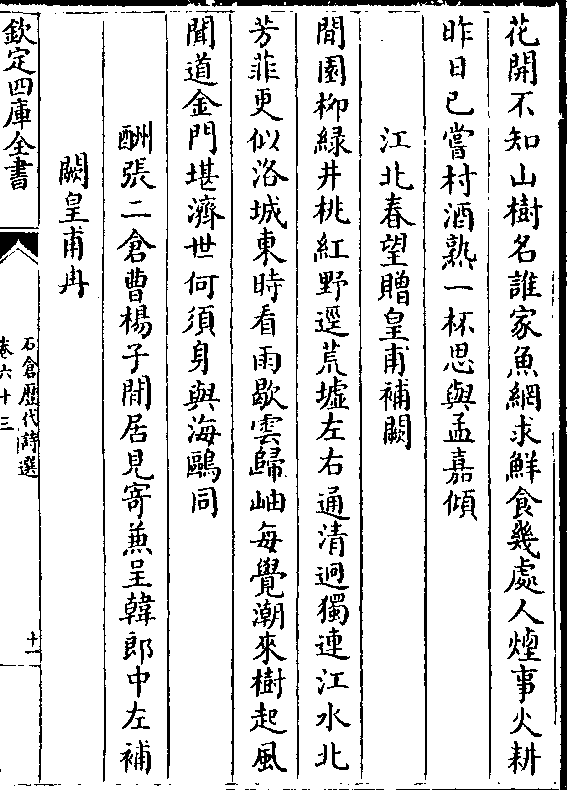 花開不知山樹名誰家魚網求鮮食幾處人煙事火耕
昨日已嘗村酒熟一杯思與孟嘉傾
江北春望贈皇甫補闕
閒園柳緑井桃紅野逕荒墟左右通清迥獨連江水北
芳菲更似洛城東時看雨歇雲歸岫每覺潮來樹起風
聞道金門堪濟世何須身與海鷗同
酬張二倉曹楊子閒居見寄兼呈韓郎中左補
闕皇甫冉
欽定四庫全書
石倉歷代詩選
卷六十三
十一